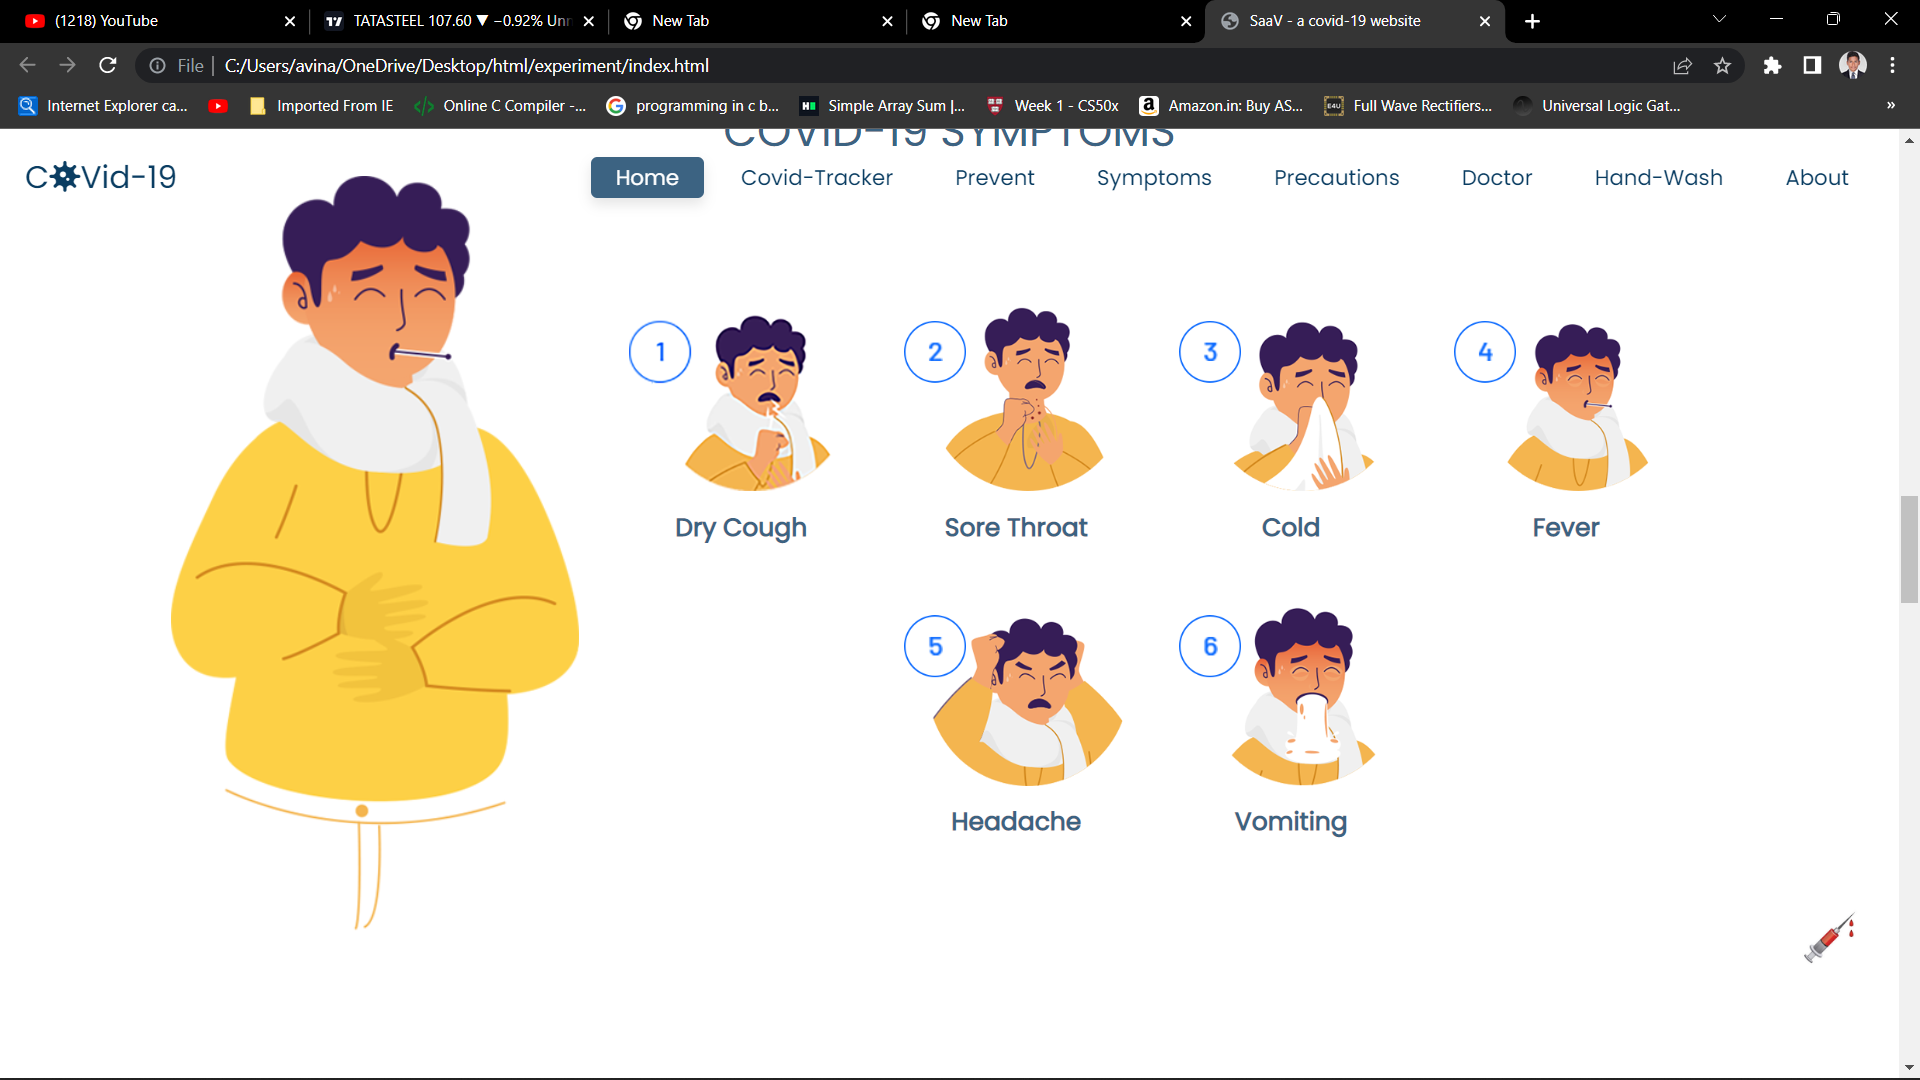 (1218) YouTube
TATASTEEL 107.60 ▼ −0.92% Unn
New Tab
New Tab
SaaV - a covid-19 website
File
C:/Users/avina/OneDrive/Desktop/html/experiment/index.html
Internet Explorer ca...
Imported From IE
Online C Compiler -...
programming in c b...
Simple Array Sum |...
Week 1 - CS50x
Amazon.in: Buy AS...
Full Wave Rectifiers...
Universal Logic Gat...
»
COVID-19 SYMPTOMS
COVid-19
Home
Covid-Tracker
Prevent
Symptoms
Precautions
Doctor
Hand-Wash
About
1
2
3
4
Dry Cough
Sore Throat
Cold
Fever
5
6
Headache
Vomiting